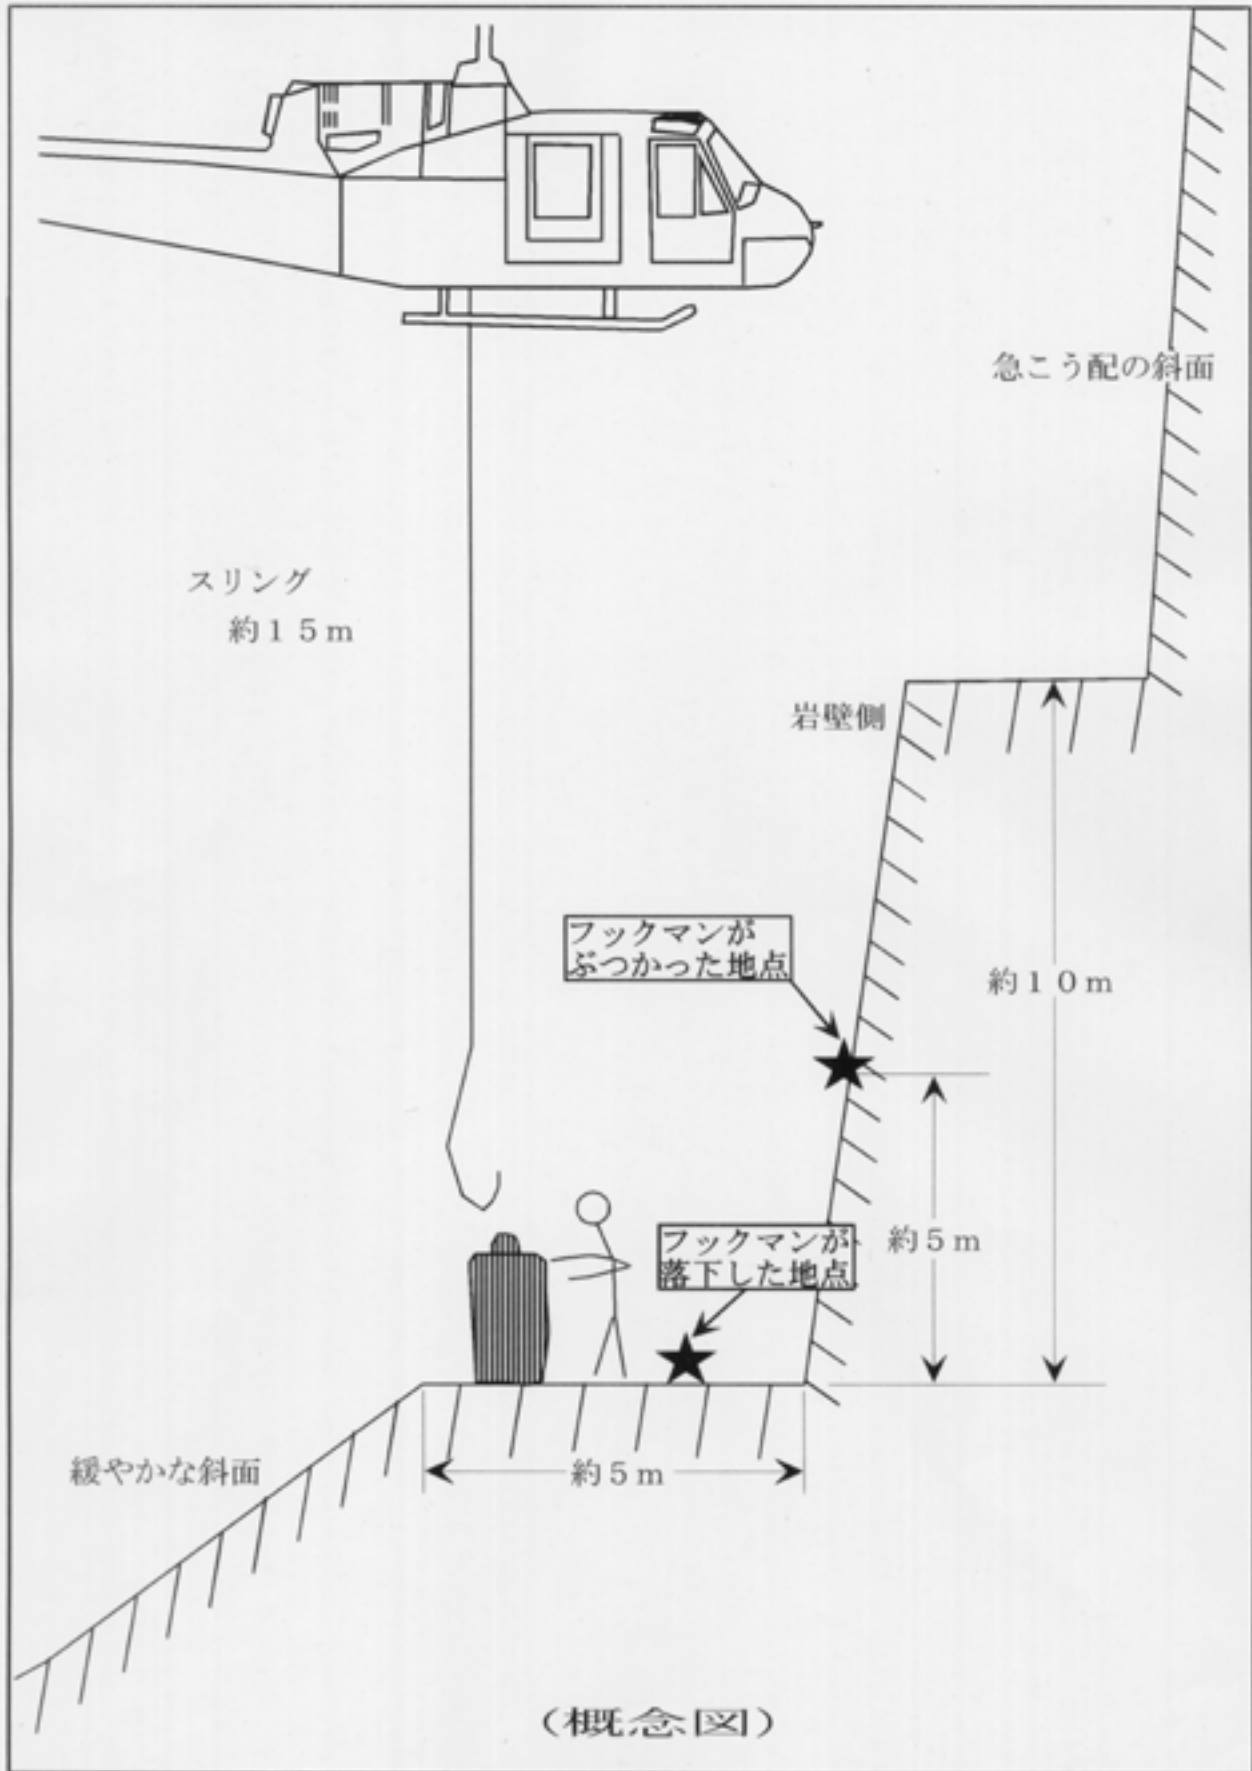 急こう配の斜面
スリング
約１５ｍ
岩壁側
フックマンが
ぶつかった地点
約１０ｍ
フックマンが
落下した地点
約５ｍ
緩やかな斜面
約５ｍ
（概念図）